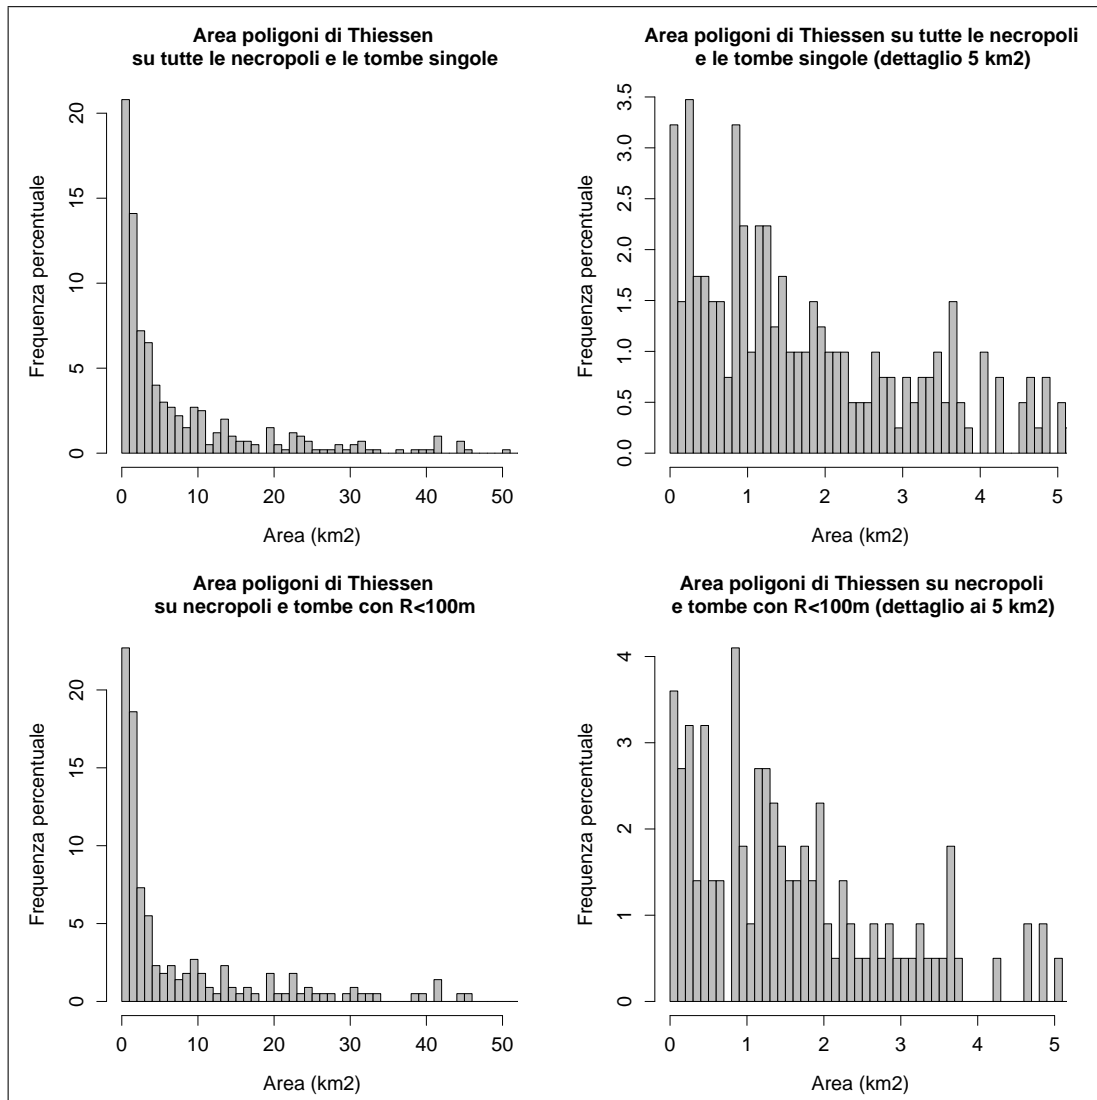 Area poligoni di Thiessen
su tutte le necropoli e le tombe singole
Frequenza percentuale
20
15
10
5
0
0 10 20 30 40 50
Area (km2)
Area poligoni di Thiessen su tutte le necropoli
e le tombe singole (dettaglio 5 km2)
Frequenza percentuale
3.5
3.0
2.5
2.0
1.5
1.0
0.5
0.0
0 1 2 3 4 5
Area (km2)
Area poligoni di Thiessen
su necropoli e tombe con R<100m
Frequenza percentuale
20
15
10
5
0
0 10 20 30 40 50
Area (km2)
Area poligoni di Thiessen su necropoli
e tombe con R<100m (dettaglio ai 5 km2)
Frequenza percentuale
4
3
2
1
0
0 1 2 3 4 5
Area (km2)